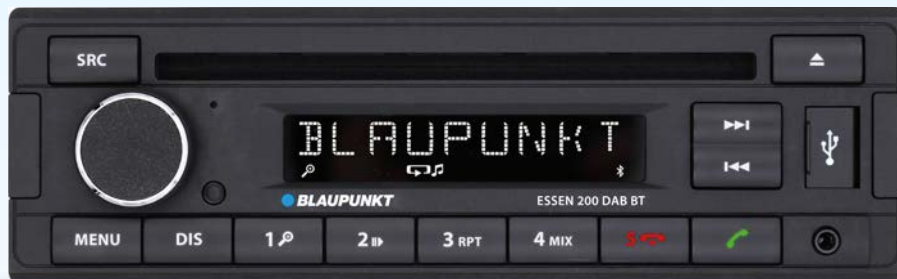 SRC
BLAUPUNKT
BLAUPUNKT
ESSEN 200 DAB BT
MENU DIS 1 2 3 RPT 4 MIX 5